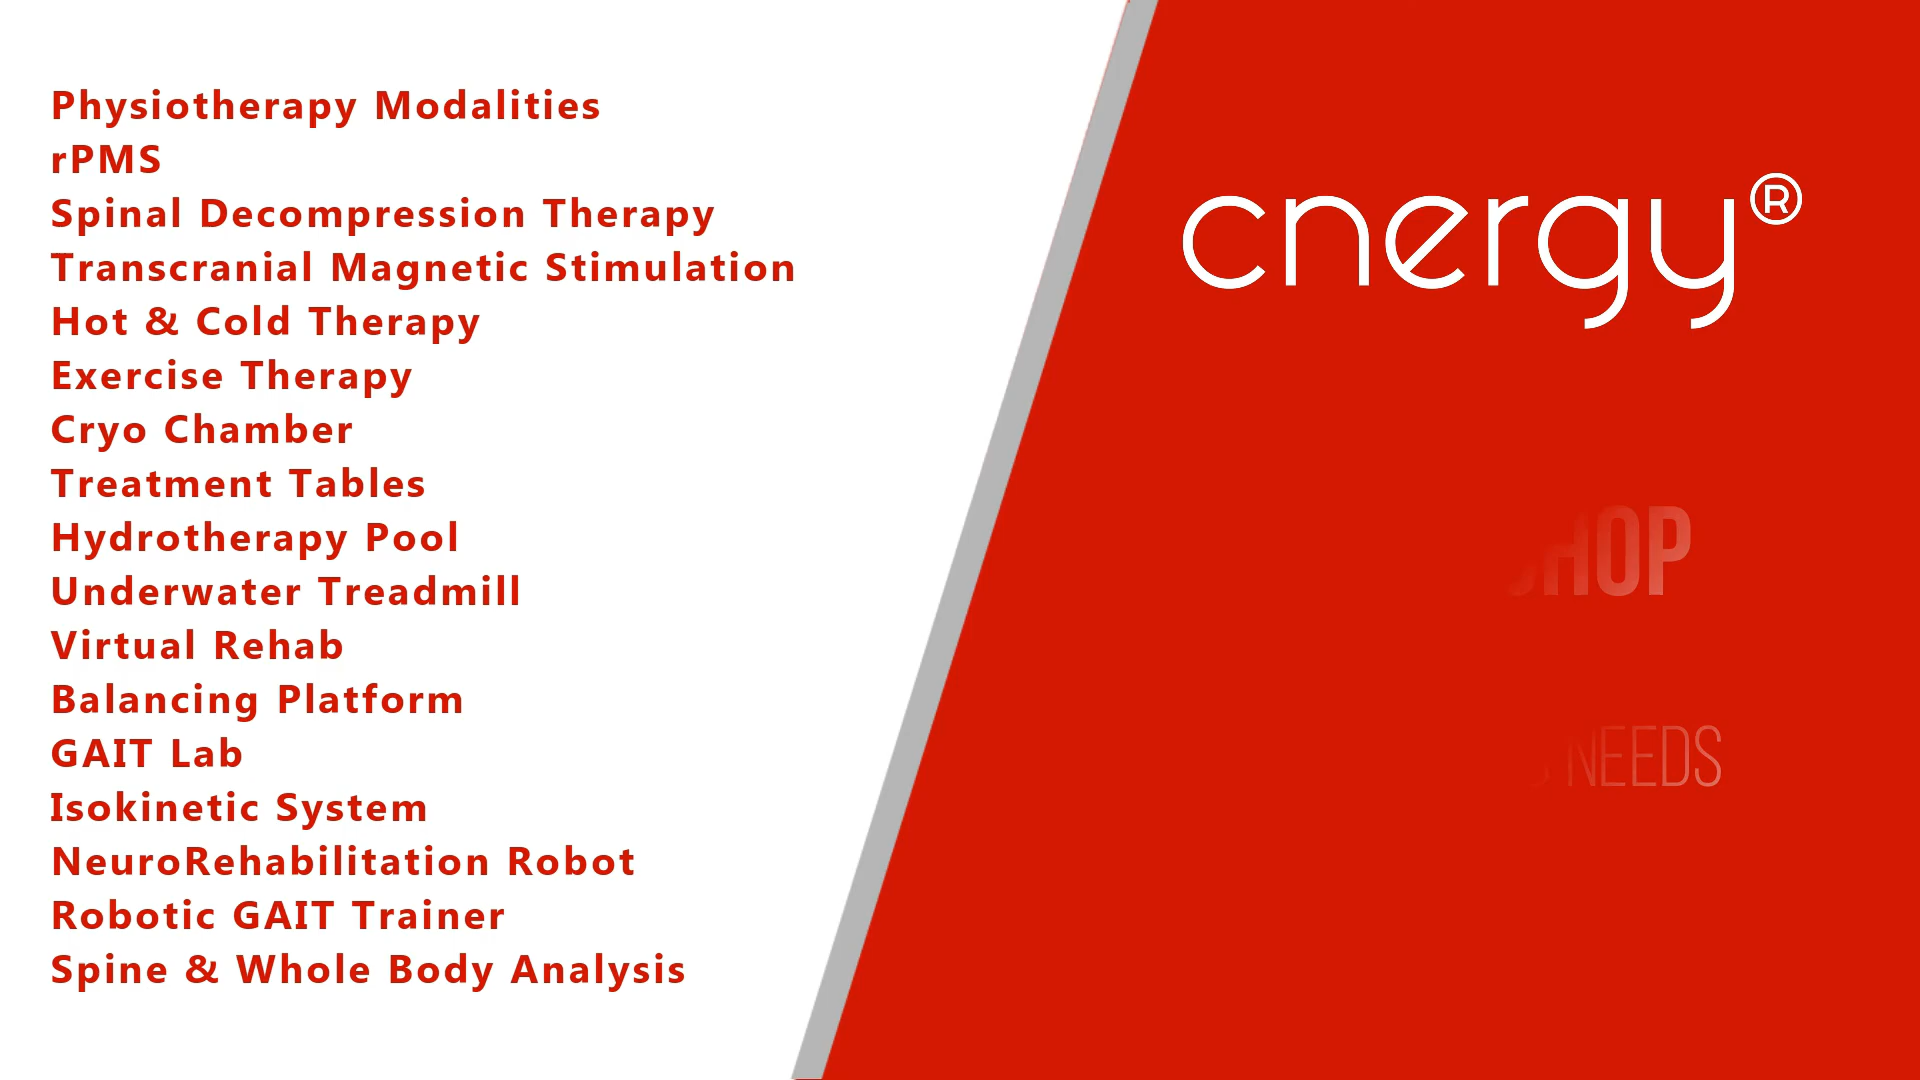 Physiotherapy Modalities
rPMS
Spinal Decompression Therapy
Transcranial Magnetic Stimulation
Hot & Cold Therapy
Exercise Therapy
Cryo Chamber
Treatment Tables
Hydrotherapy Pool
Underwater Treadmill
Virtual Rehab
Balancing Platform
GAIT Lab
Isokinetic System
NeuroRehabilitation Robot
Robotic GAIT Trainer
Spine & Whole Body Analysis
cnergy®
NEEDS